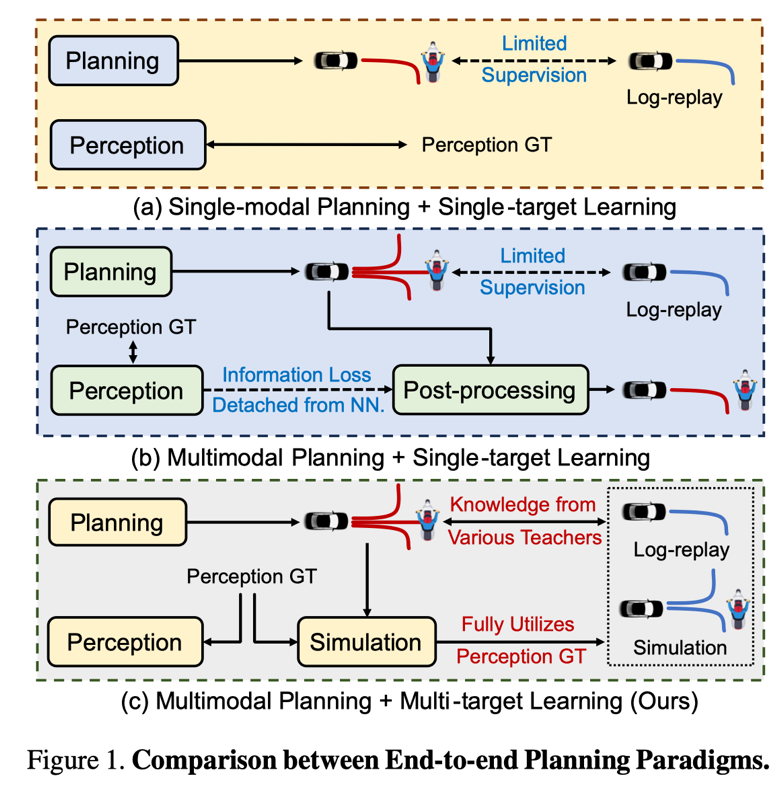 Planning
Limited
Supervision
Log-replay
Perception
Perception GT
(a) Single-modal Planning + Single-target Learning
Planning
Limited
Supervision
Log-replay
Perception GT
Perception
Information Loss
Detached from NN.
Post-processing
(b) Multimodal Planning + Single-target Learning
Planning
Knowledge from
Various Teachers
Log-replay
Perception GT
Perception
Simulation
Fully Utilizes
Perception GT
Simulation
(c) Multimodal Planning + Multi-target Learning (Ours)
Figure 1. Comparison between End-to-end Planning Paradigms.